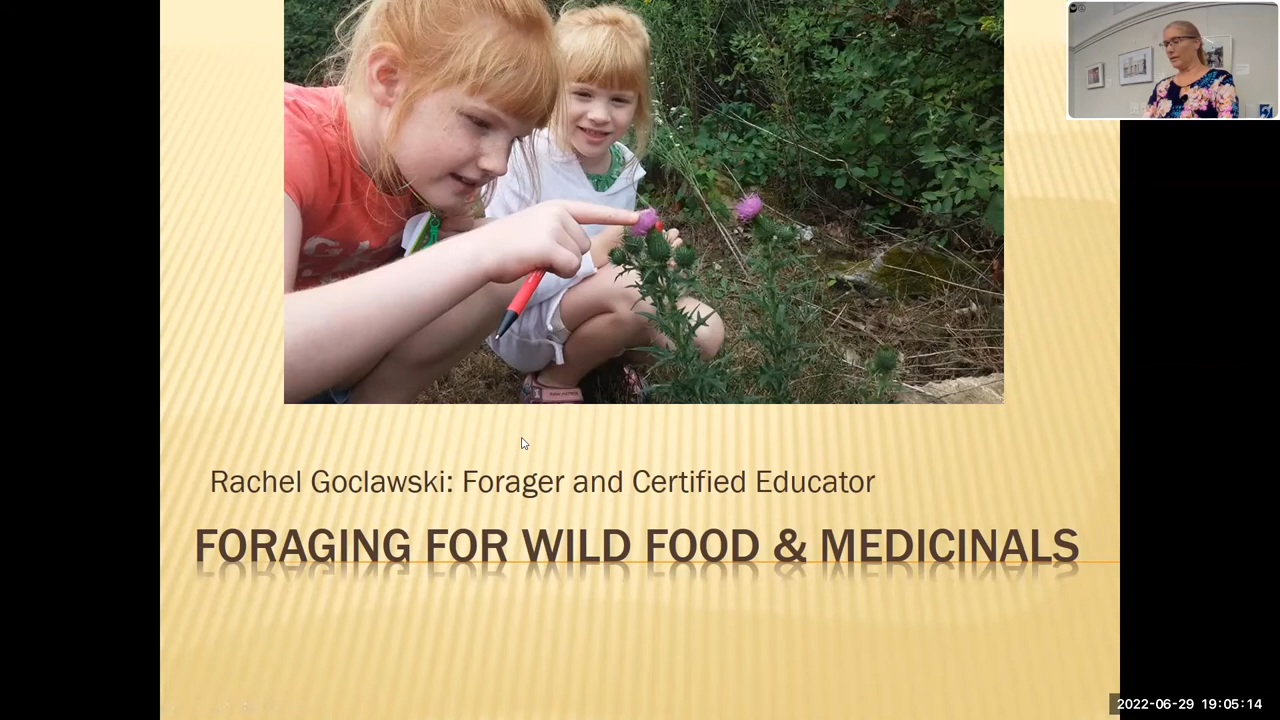 Rachel Goclawski: Forager and Certified Educator
FORAGING FOR WILD FOOD & MEDICINALS
2022-06-29 19:05:14